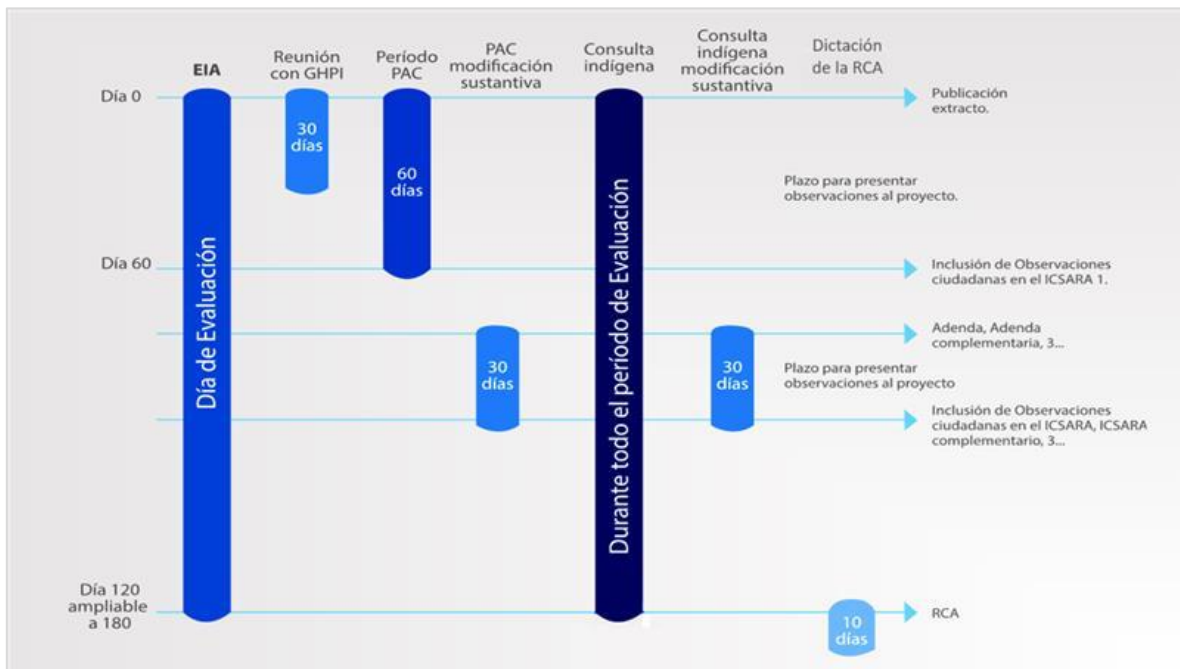 EIA
Reunión
con GHPI
Período
PAC
PAC
modificación
sustantiva
Consulta
indígena
Consulta
indígena
modificación
sustantiva
Dictación
de la RCA
Día 0
Publicación
extracto.
30
días
60
días
Plazo para presentar
observaciones al proyecto.
Día de Evaluación
Durante todo el período de Evaluación
Día 60
Inclusión de Observaciones
ciudadanas en el ICSARA 1.
Adenda, Adenda
complementaria, 3...
30
días
30
días
Plazo para presentar
observaciones al proyecto
Inclusión de Observaciones
ciudadanas en el ICSARA, ICSARA
complementario, 3...
Día 120
ampliable
a 180
RCA
10
días